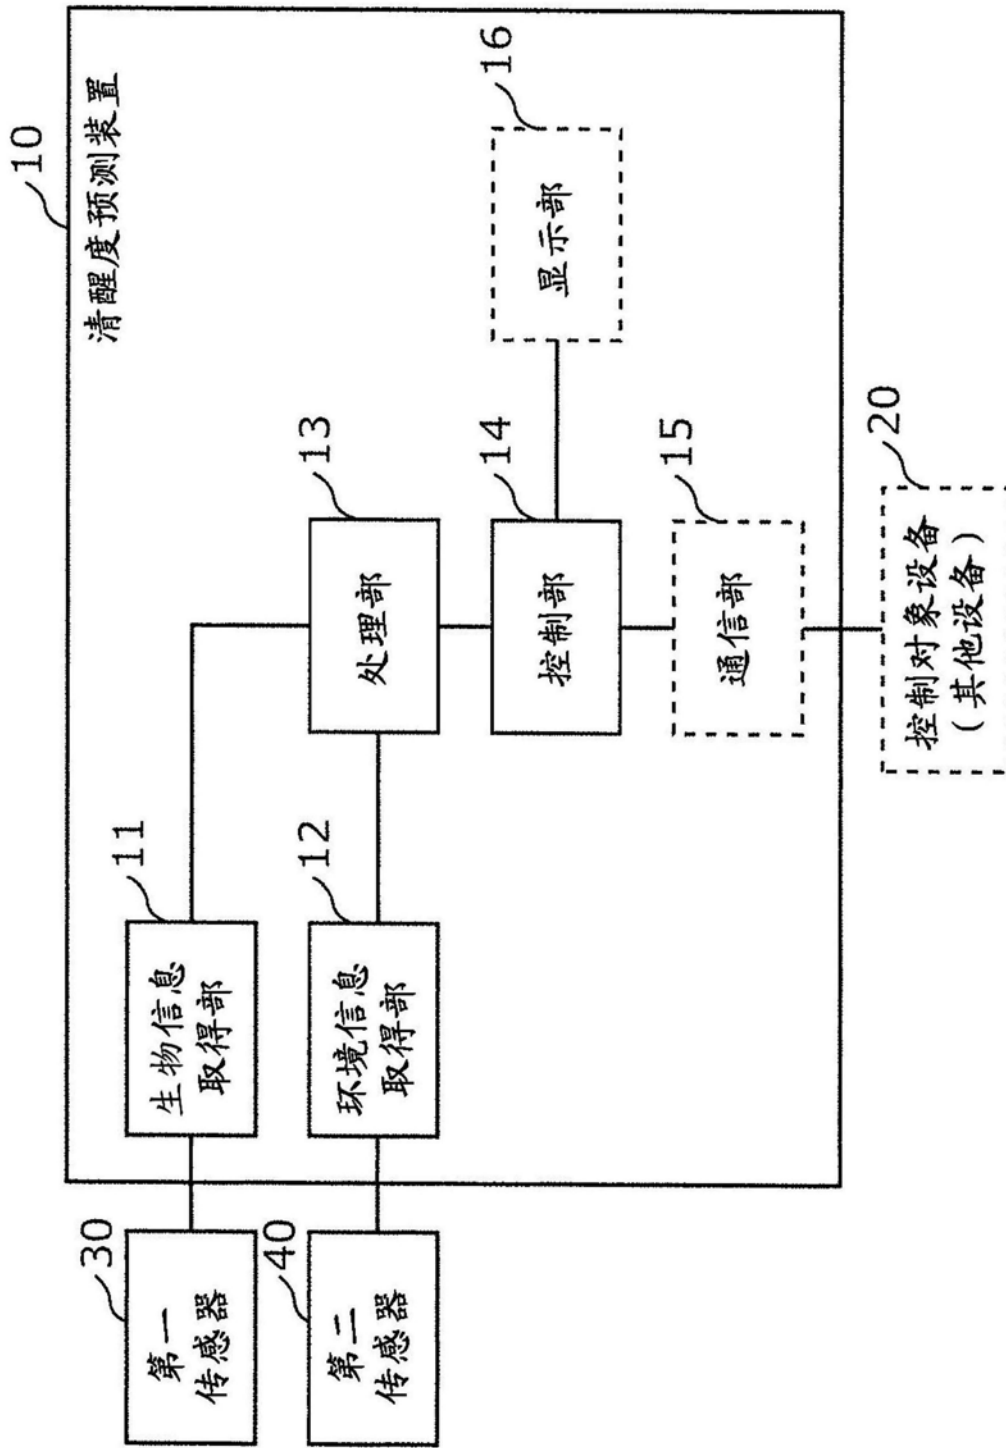 10
清醒度预测装置
30
第一
传感器
11
生物信息
取得部
13
处理部
40
第二
传感器
12
环境信息
取得部
14
控制部
16
显示部
15
通信部
20
控制对象设备
(其他设备)